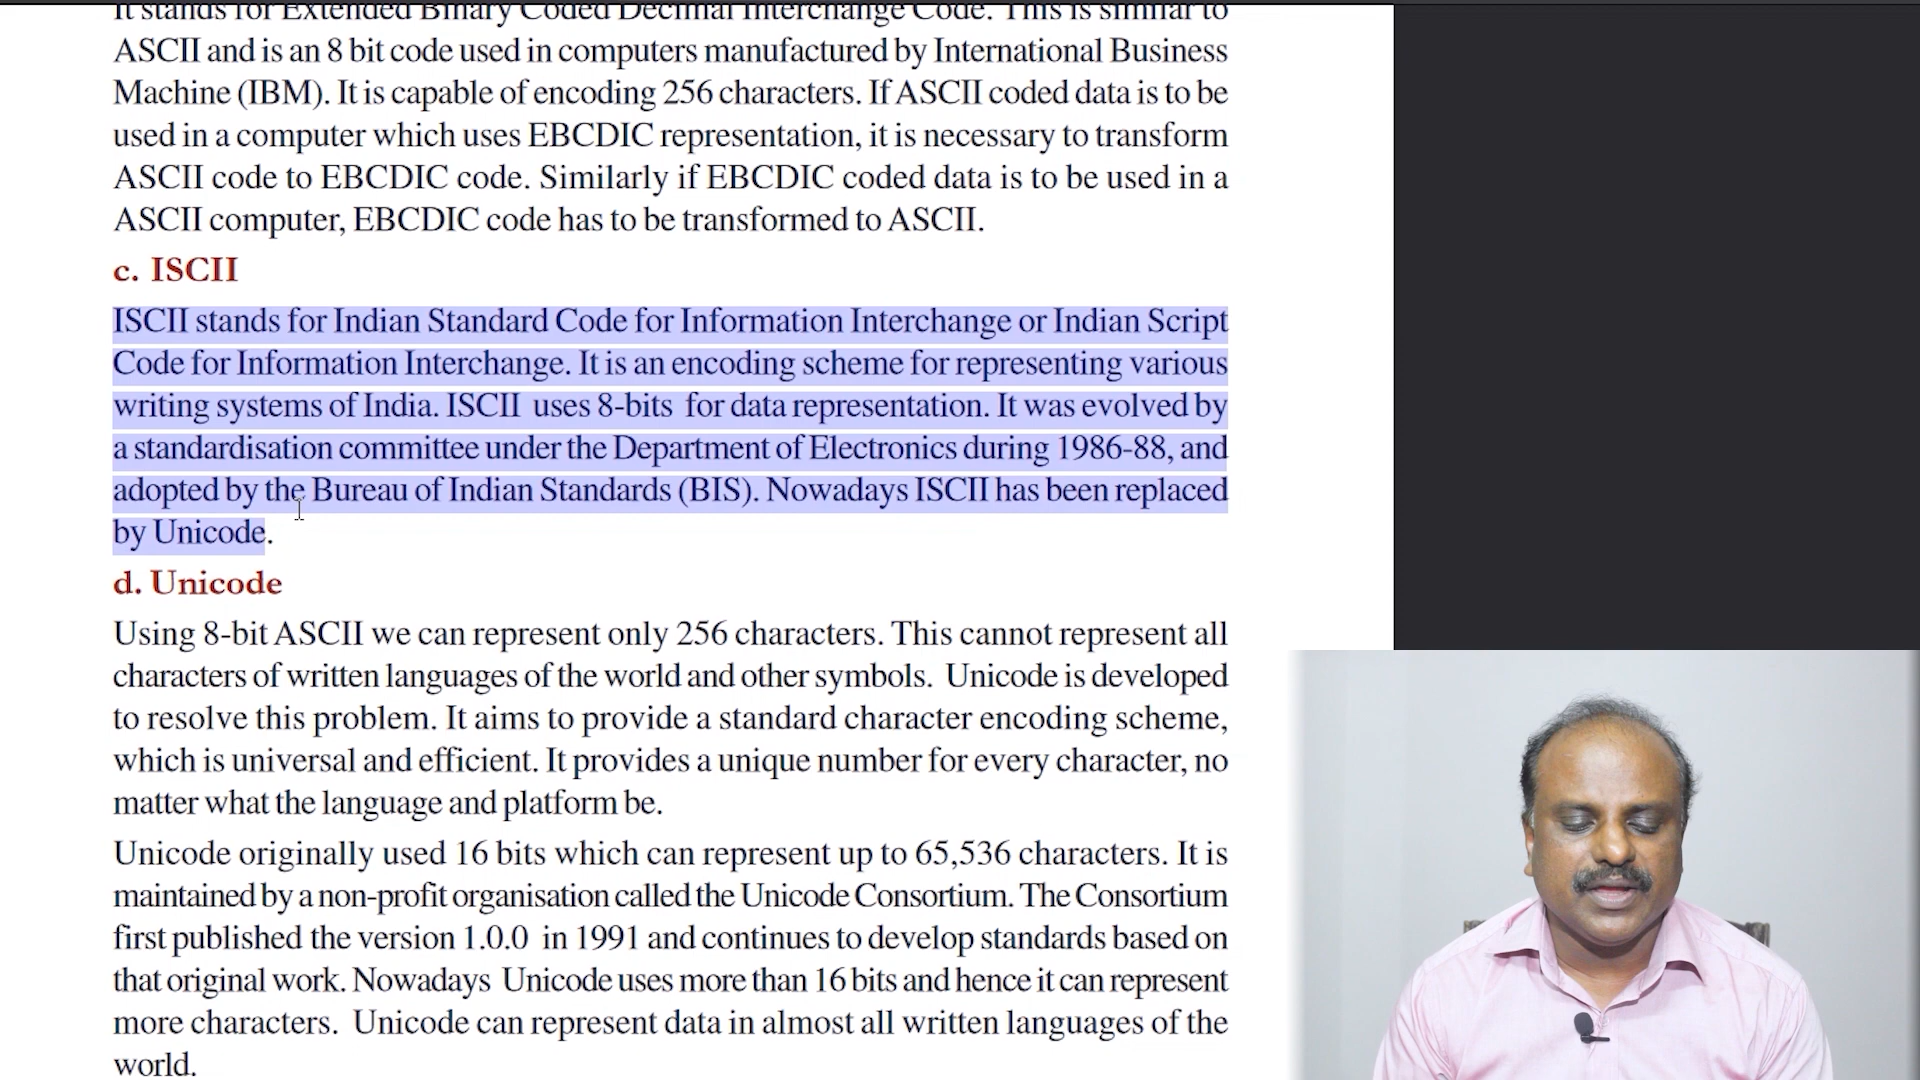 It stands for Extended Binary Coded Decimal Interchange Code. This is similar to
ASCII and is an 8 bit code used in computers manufactured by International Business
Machine (IBM). It is capable of encoding 256 characters. If ASCII coded data is to be
used in a computer which uses EBCDIC representation, it is necessary to transform
ASCII code to EBCDIC code. Similarly if EBCDIC coded data is to be used in a
ASCII computer, EBCDIC code has to be transformed to ASCII.
c. ISCII
ISCII stands for Indian Standard Code for Information Interchange or Indian Script
Code for Information Interchange. It is an encoding scheme for representing various
writing systems of India. ISCII uses 8-bits for data representation. It was evolved by
a standardisation committee under the Department of Electronics during 1986-88, and
adopted by the Bureau of Indian Standards (BIS). Nowadays ISCII has been replaced
by Unicode.
d. Unicode
Using 8-bit ASCII we can represent only 256 characters. This cannot represent all
characters of written languages of the world and other symbols. Unicode is developed
to resolve this problem. It aims to provide a standard character encoding scheme,
which is universal and efficient. It provides a unique number for every character, no
matter what the language and platform be.
Unicode originally used 16 bits which can represent up to 65,536 characters. It is
maintained by a non-profit organisation called the Unicode Consortium. The Consortium
first published the version 1.0.0 in 1991 and continues to develop standards based on
that original work. Nowadays Unicode uses more than 16 bits and hence it can represent
more characters. Unicode can represent data in almost all written languages of the
world.